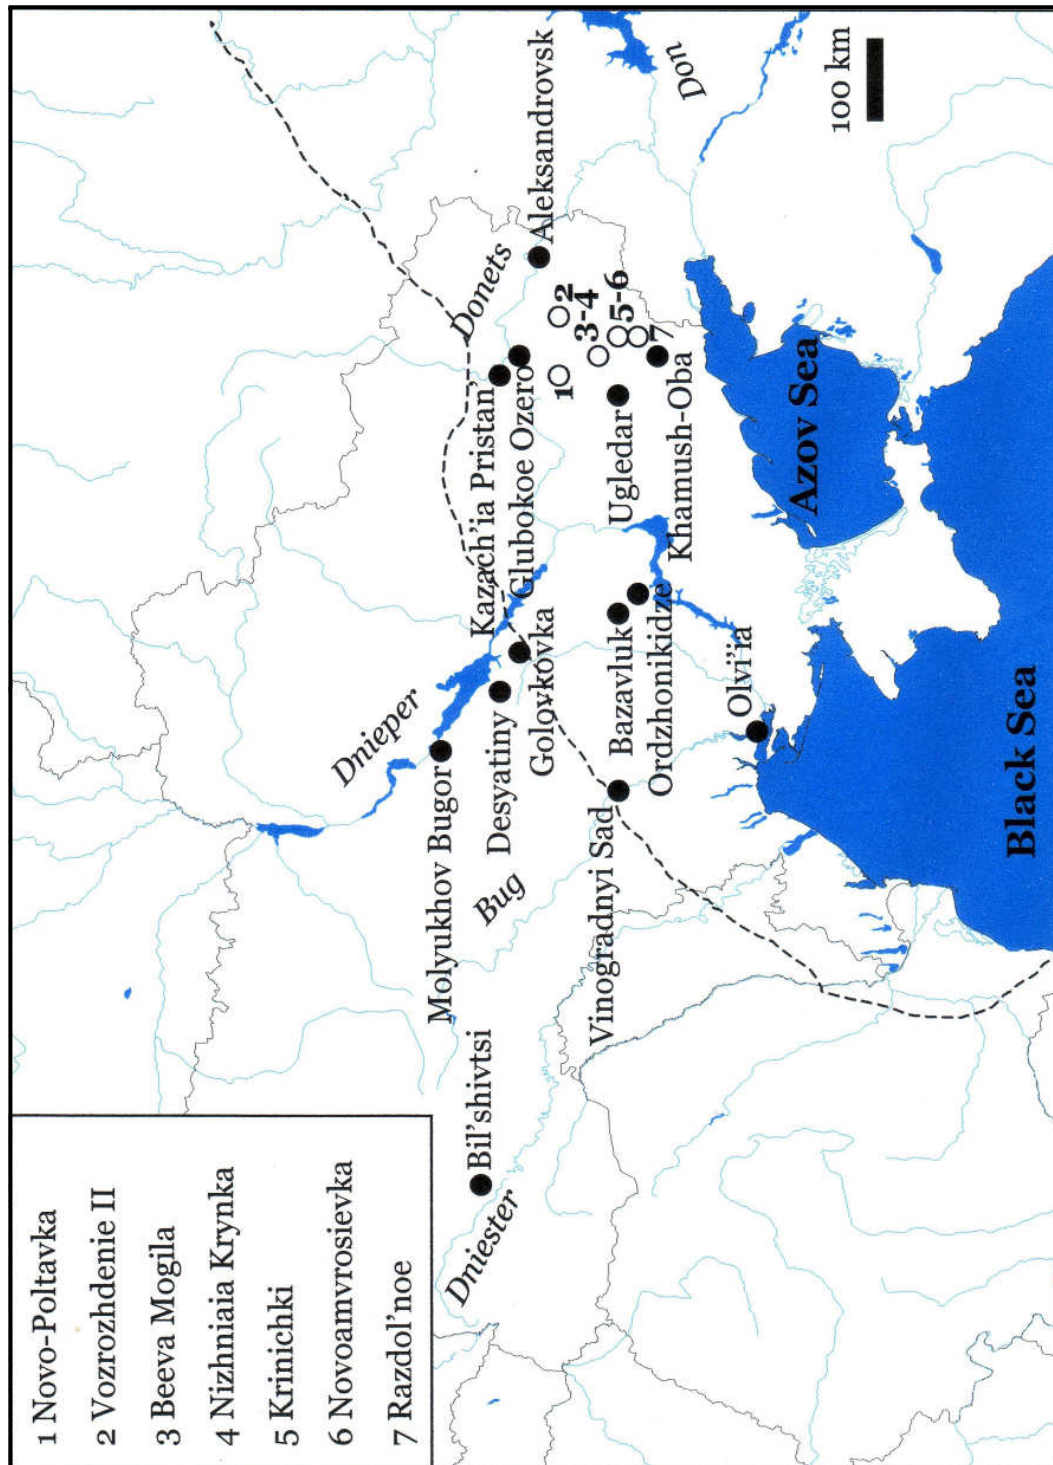 1 Novo-Poltavka
2 Vozrozhdenie II
3 Beeva Mogila
4 Nizhniaia Krynka
5 Krinichki
6 Novoamvrosievka
7 Razdol'noe
Bil'shivtsi
Dniester
Molyukhov Bugor
Dnieper
Bug
Desyatiny
Golovkovka
Vinogradnyi Sad
Kazach'ia Pristan'
Glubokoe Ozero
Donets
Aleksandrovsk
1
2
3-4
5-6
7
Ugledar
Khamush-Oba
Bazavluk
Ordzhonikidze
Olvi'ia
Don
100 km
Azov Sea
Black Sea